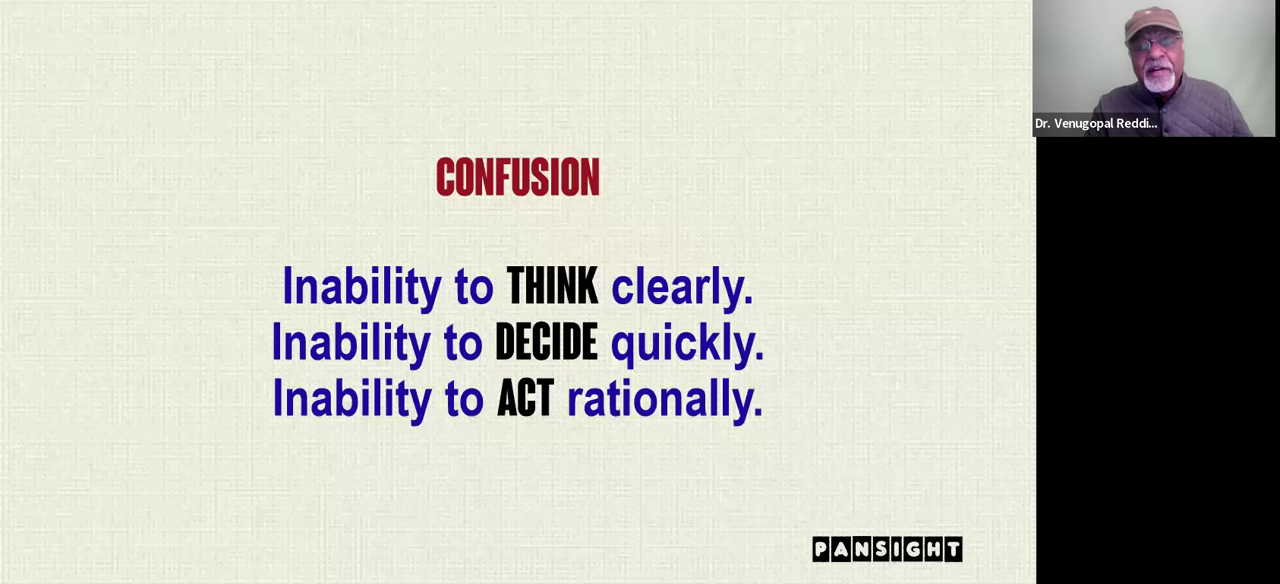 CONFUSION
Inability to THINK clearly.
Inability to DECIDE quickly.
Inability to ACT rationally.
PANSIGHT
Dr. Venugopal Reddi...